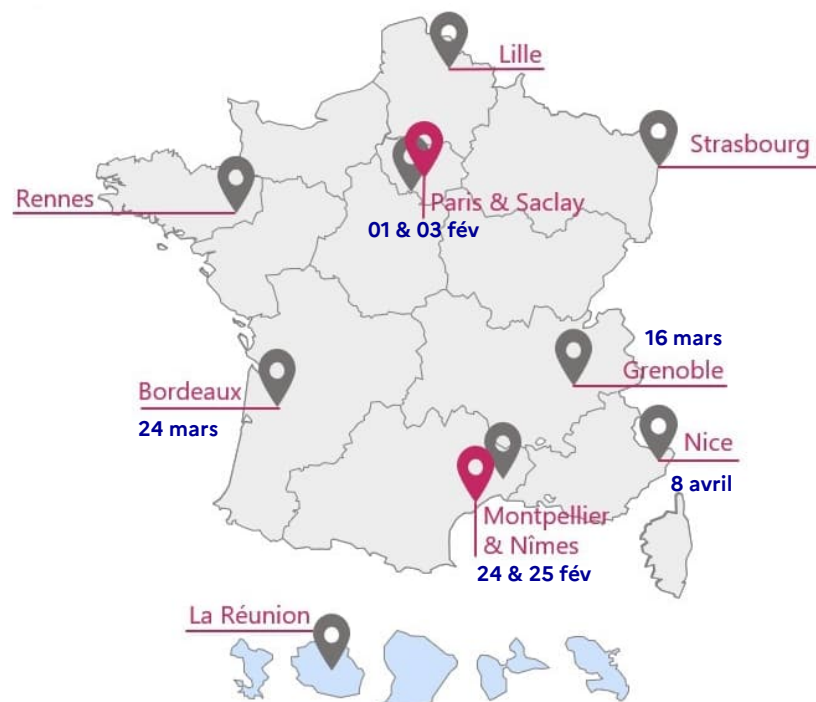 Lille
Strasbourg
Rennes
Paris & Saclay
01 & 03 fév
16 mars
Grenoble
Bordeaux
24 mars
Nice
8 avril
Montpellier
& Nîmes
24 & 25 fév
La Réunion